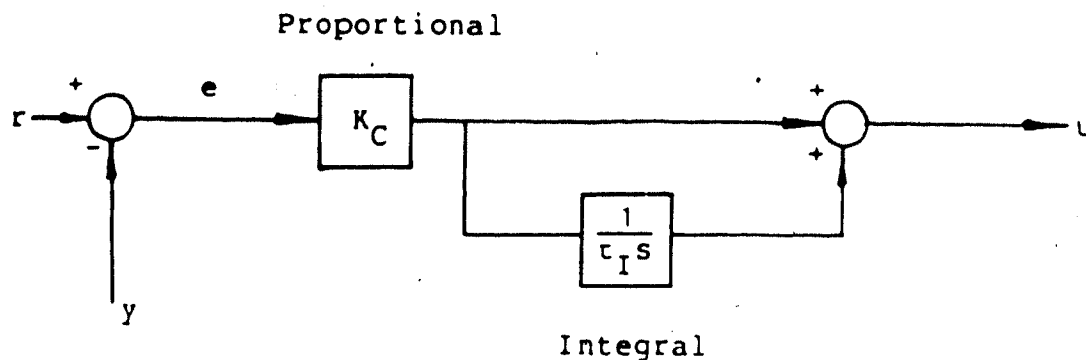 Proportional
+
e
+
r
K_C
-
+
1
τ_I s
y
Integral